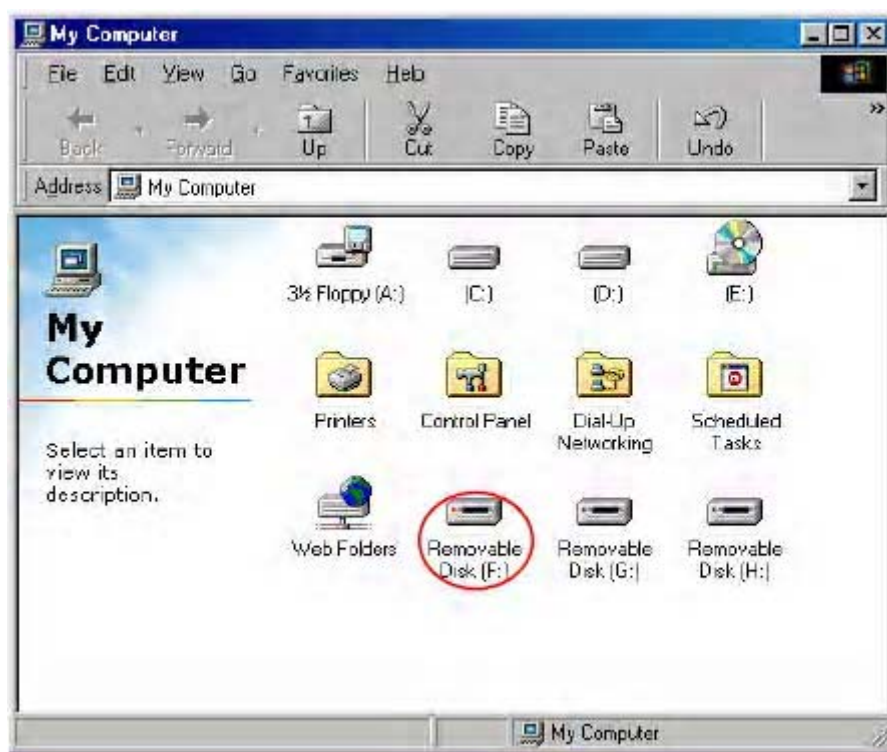 My Computer
File Edit View Go Favorites Help
Back Forward Up Cut Copy Paste Undo »
Address My Computer
3½ Floppy (A:) (C:) (D:) (E:)
My
Computer
Printers Control Panel Dial-Up
Networking Scheduled
Tasks
Select an item to
view its
description.
Web Folders Removable
Disk (F:) Removable
Disk (G:) Removable
Disk (H:)
My Computer